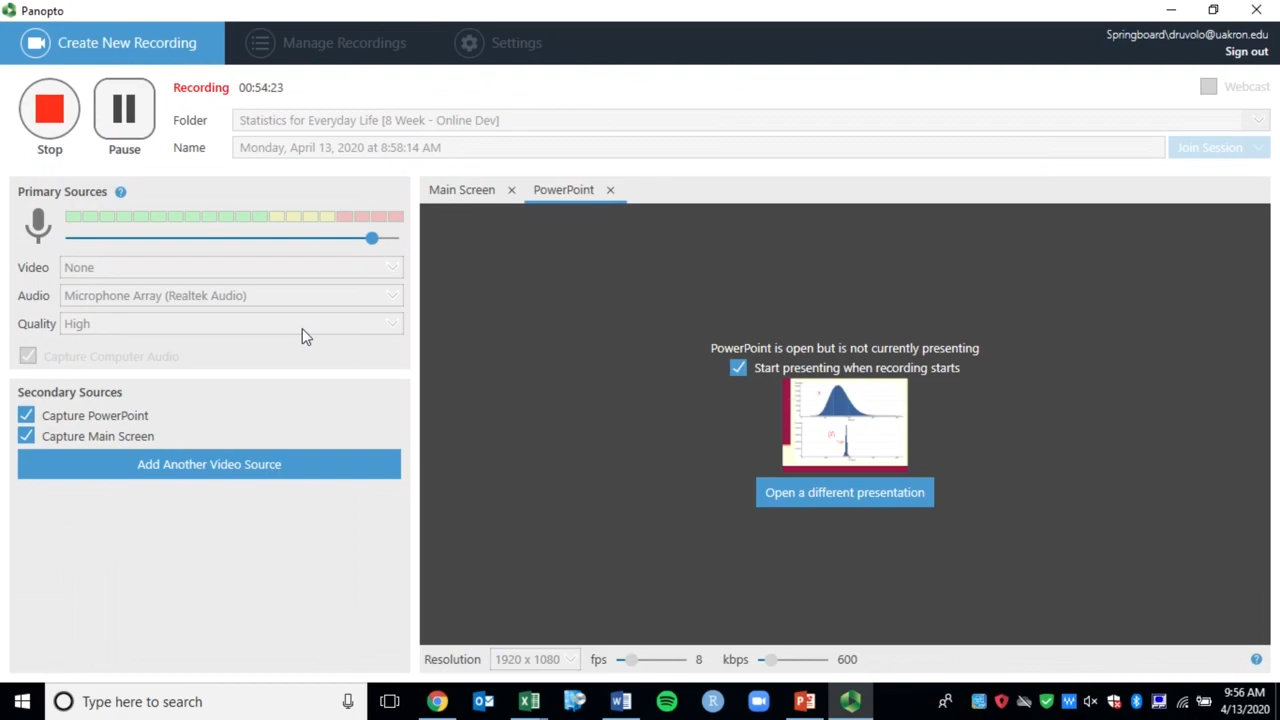 Panopto
Create New Recording
Manage Recordings
Settings
Springboard\druvolo@uakron.edu
Sign out
Recording 00:54:23
Webcast
Folder Statistics for Everyday Life [8 Week - Online Dev]
Stop Pause
Name Monday, April 13, 2020 at 8:58:14 AM
Join Session
Primary Sources
Video None
Audio Microphone Array (Realtek Audio)
Quality High
Capture Computer Audio
Secondary Sources
Capture PowerPoint
Capture Main Screen
Add Another Video Source
Main Screen PowerPoint
PowerPoint is open but is not currently presenting
Start presenting when recording starts
Open a different presentation
Resolution 1920 x 1080 fps 8 kbps 600
Type here to search
9:56 AM
4/13/2020